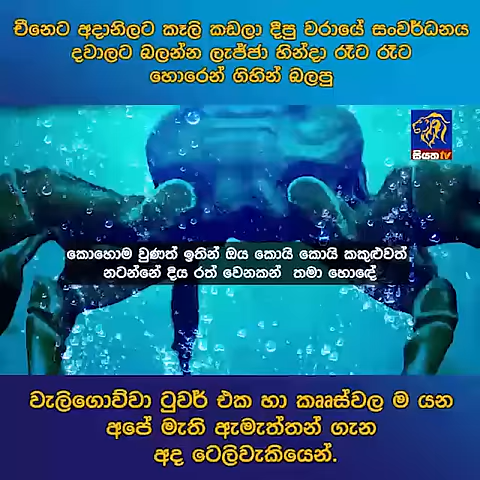 චීනෙට අදානිලට කෑලි කඩලා දීපු වරායේ සංවර්ධනය
දවාලට බලන්න ලැජ්ජා හින්දා රෑට රෑට
හොරෙන් ගිහින් බලපු
සියත TV
කොහොම වුණත් ඉතින් ඔය කොයි කොයි කකුළුවත්
නටන්නේ දිය රත් වෙනකන් තමා හොඳේ
වැලිගොව්වා ටුවර් එක හා කෲස්වල ම යන
අපේ මැති ඇමැත්තන් ගැන
අද ටෙලිවැකියෙන්.